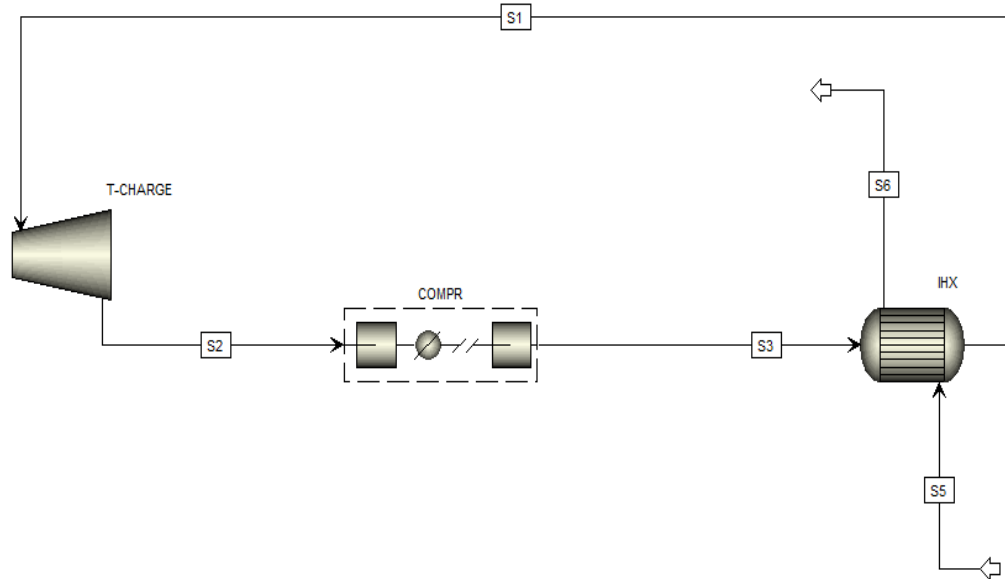 S1
S6
T-CHARGE
IHX
COMPR
S2
S3
S5